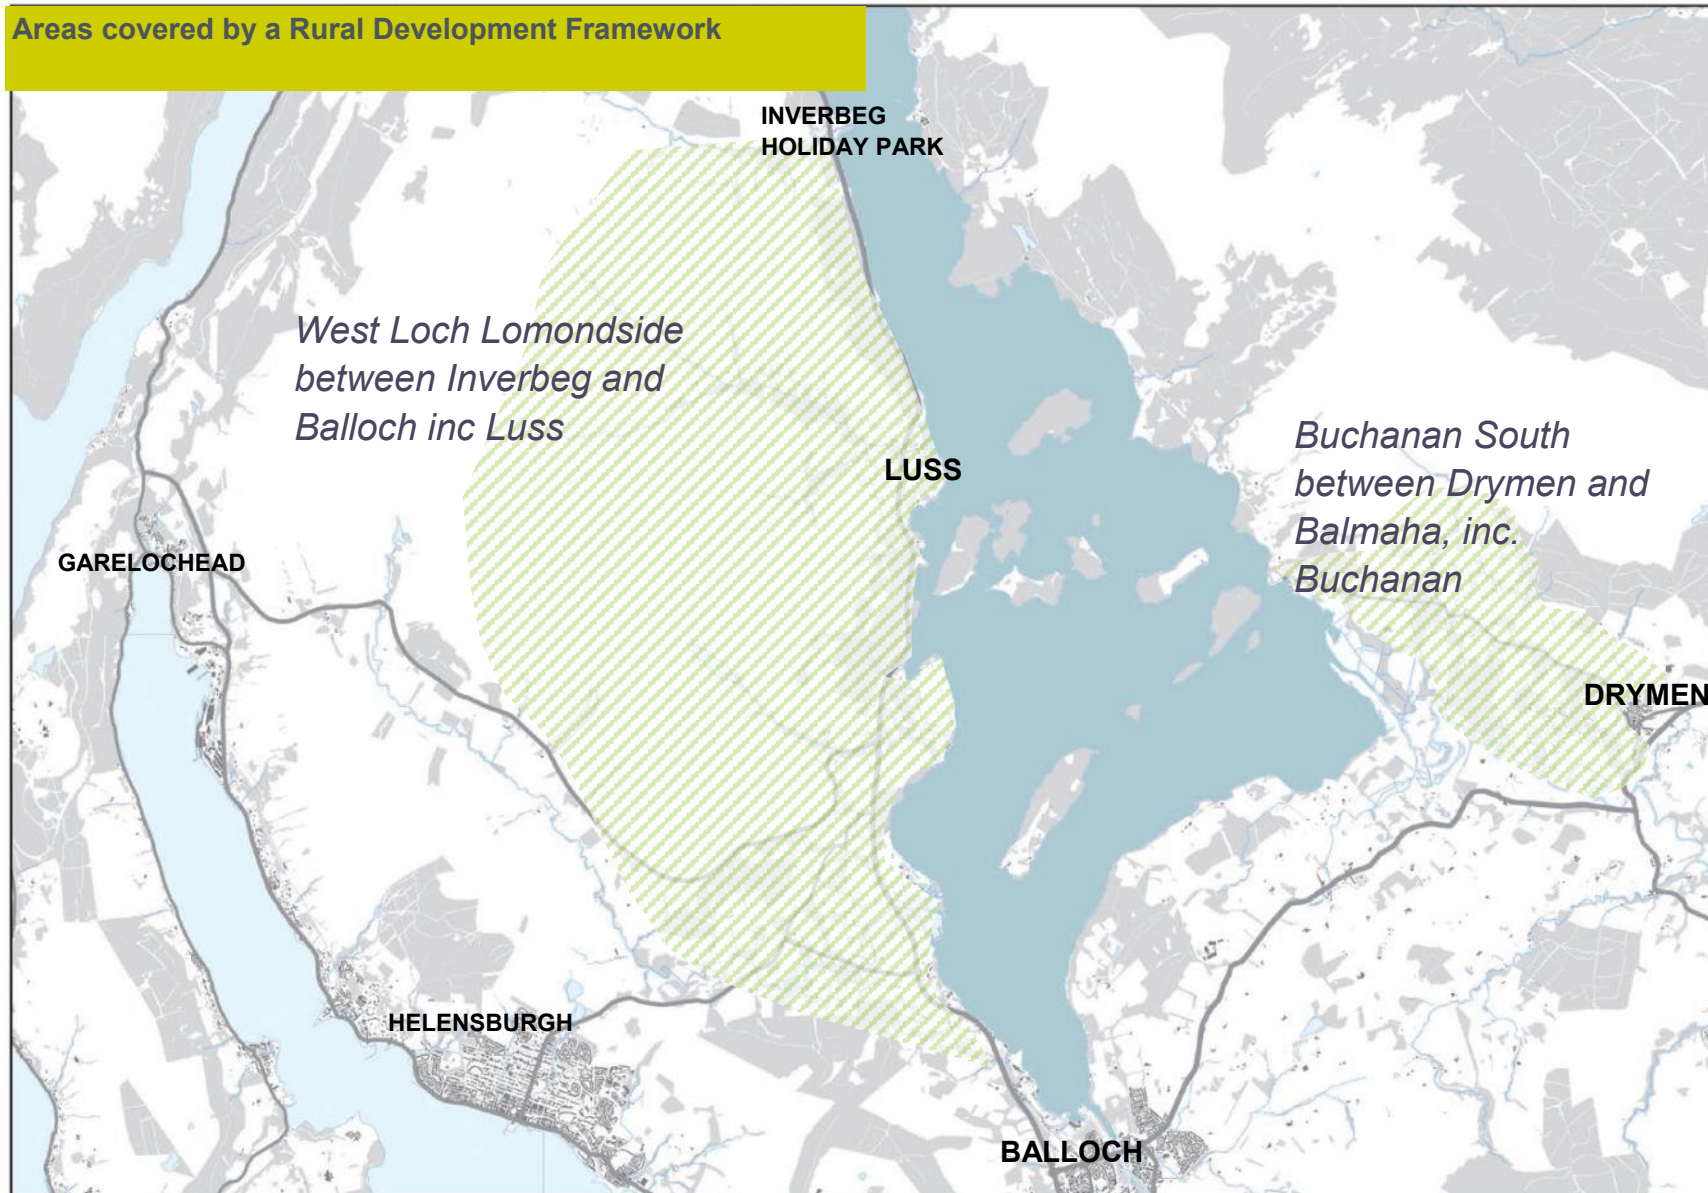 Areas covered by a Rural Development Framework
INVERBEG
HOLIDAY PARK
West Loch Lomondside
between Inverbeg and
Balloch inc Luss
LUSS
Buchanan South
between Drymen and
Balmaha, inc.
Buchanan
GARELOCHEAD
DRYMEN
HELENSBURGH
BALLOCH